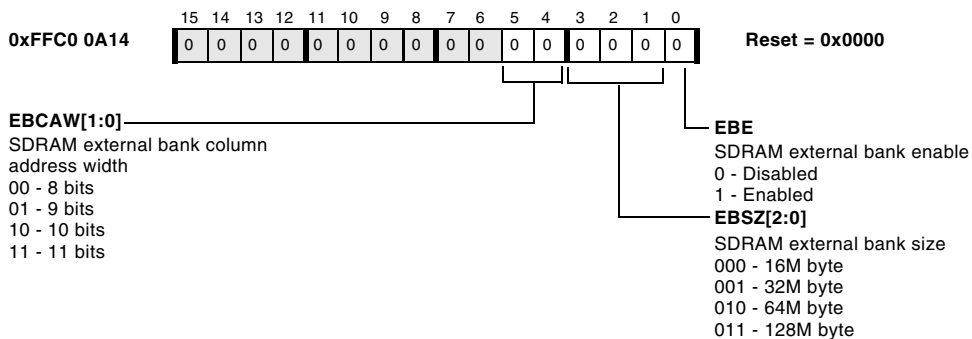 15 14 13 12 11 10 9 8 7 6 5 4 3 2 1 0
0xFFC0 0A14
0 0 0 0 0 0 0 0 0 0 0 0 0 0 0 0
Reset = 0x0000
EBCAW[1:0]
SDRAM external bank column
address width
00 - 8 bits
01 - 9 bits
10 - 10 bits
11 - 11 bits
EBE
SDRAM external bank enable
0 - Disabled
1 - Enabled
EBSZ[2:0]
SDRAM external bank size
000 - 16M byte
001 - 32M byte
010 - 64M byte
011 - 128M byte